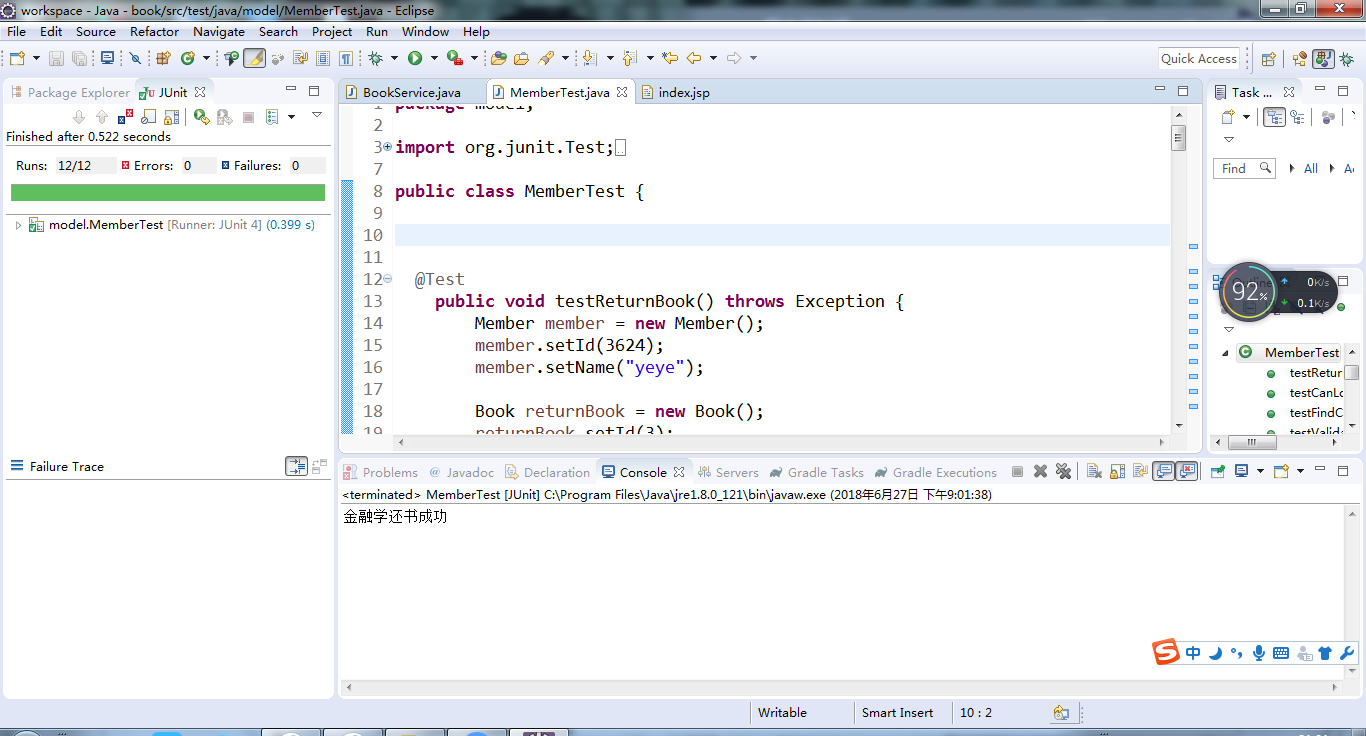 workspace - Java - book/src/test/java/model/MemberTest.java - Eclipse
File Edit Source Refactor Navigate Search Project Run Window Help
Quick Access
Package Explorer JUnit
Finished after 0.522 seconds
Runs: 12/12 Errors: 0 Failures: 0
model.MemberTest [Runner: JUnit 4] (0.399 s)
Failure Trace
BookService.java MemberTest.java index.jsp
1 package model;
2
3 import org.junit.Test;
7
8 public class MemberTest {
9
10
11
12 @Test
13 public void testReturnBook() throws Exception {
14 Member member = new Member();
15 member.setId(3624);
16 member.setName("yeye");
17
18 Book returnBook = new Book();
19 returnBook.setId(3);
Task ...
Find All
92%
0K/s
0.1K/s
MemberTest
testRetur
testCanLo
testFindC
testValid
Problems @ Javadoc Declaration Console Servers Gradle Tasks Gradle Executions
<terminated> MemberTest [JUnit] C:\Program Files\Java\jre1.8.0_121\bin\javaw.exe (2018年6月27日 下午9:01:38)
金融学还书成功
S 中
Writable Smart Insert 10 : 2